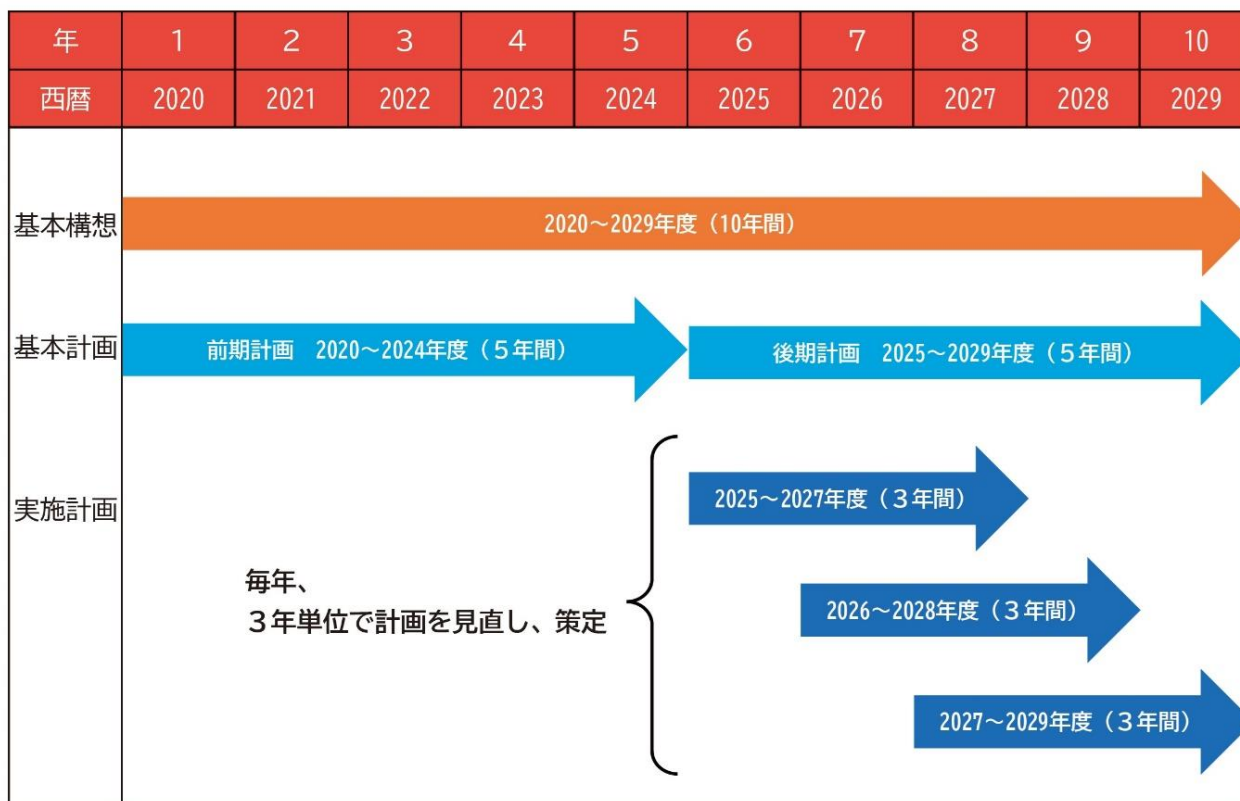 年 1 2 3 4 5 6 7 8 9 10
西暦 2020 2021 2022 2023 2024 2025 2026 2027 2028 2029
基本構想 2020～2029年度（10年間）
基本計画 前期計画　2020～2024年度（５年間） 後期計画　2025～2029年度（５年間）
実施計画 2025～2027年度（３年間）
毎年、
３年単位で計画を見直し、策定
2026～2028年度（３年間）
2027～2029年度（３年間）